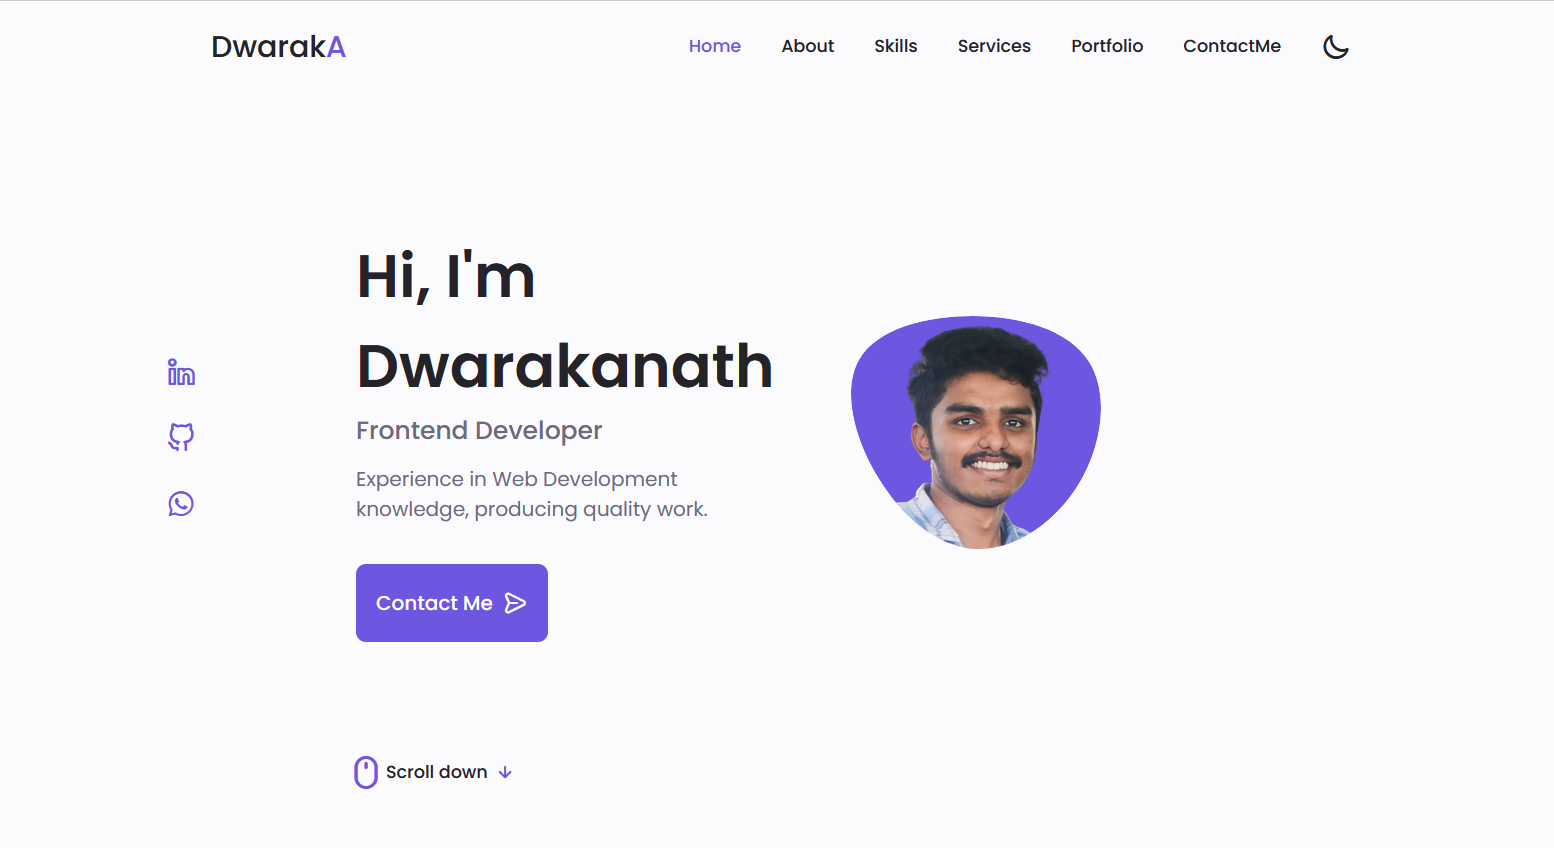 DwarakA
Home About Skills Services Portfolio ContactMe
Hi, I'm
Dwarakanath
Frontend Developer
Experience in Web Development
knowledge, producing quality work.
Contact Me
Scroll down